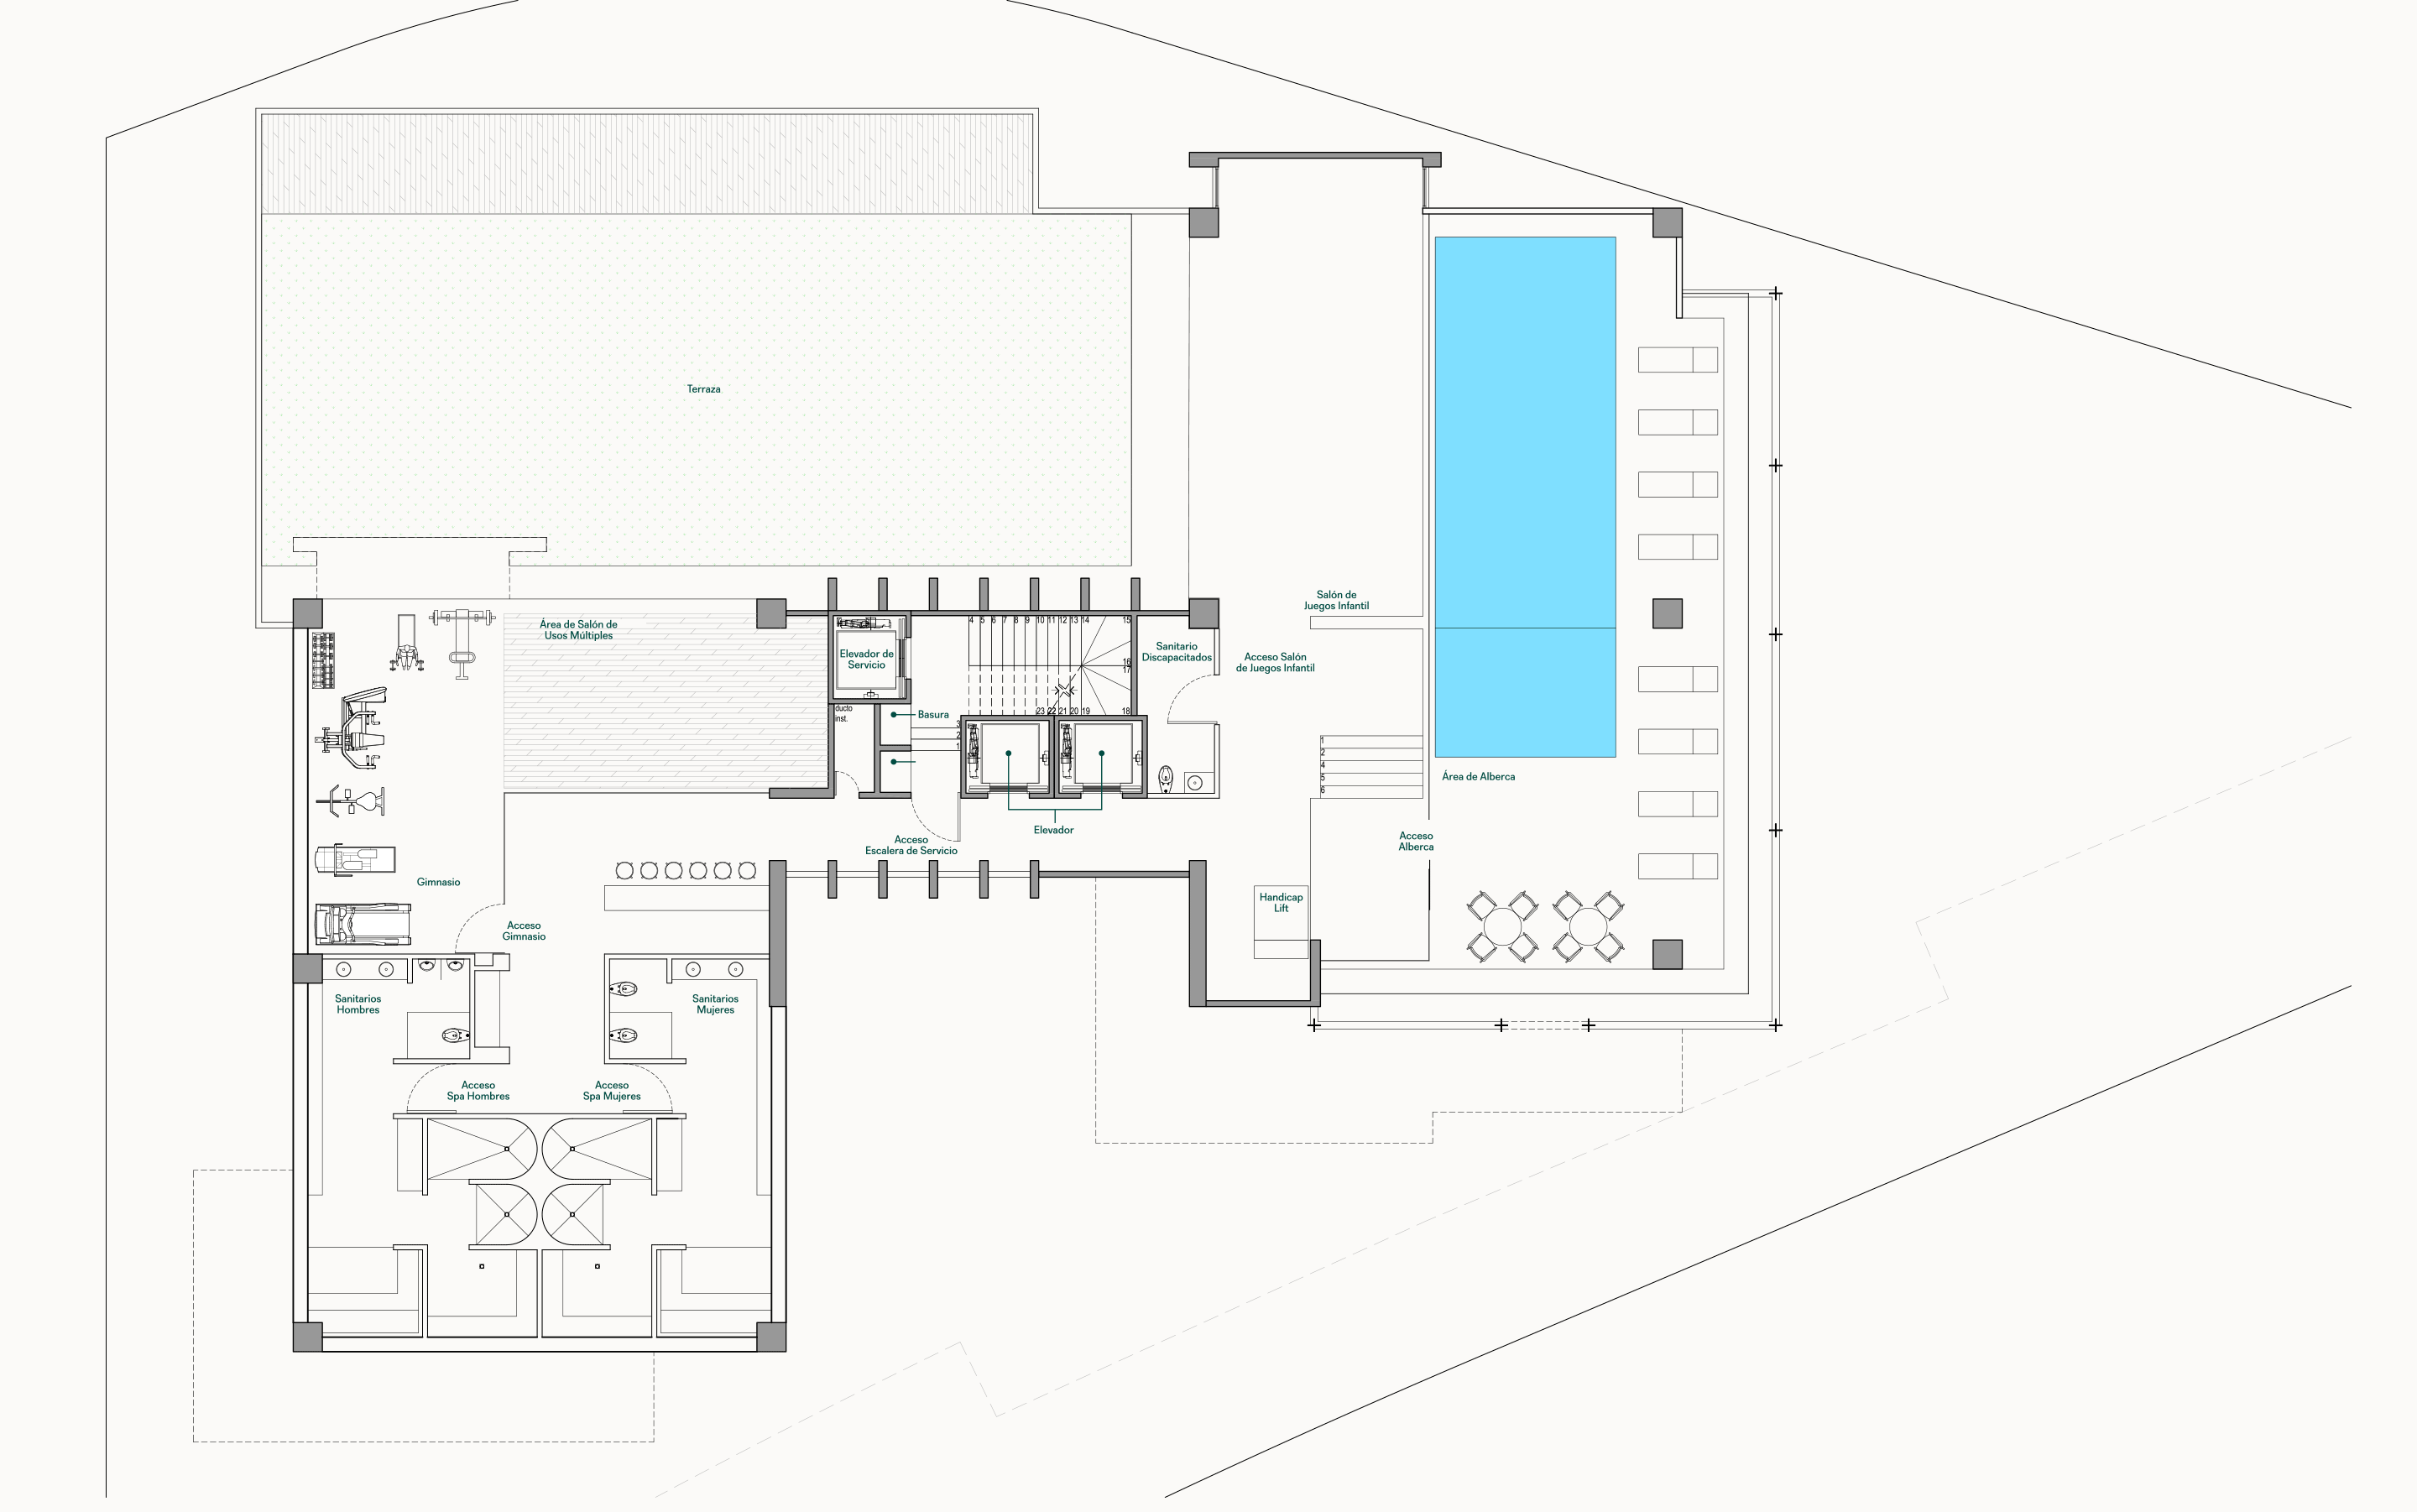 Terraza
Salón de
Juegos Infantil
Área de Salón de
Usos Múltiples
Elevador de
Servicio
4 5 6 7 8 9 10 11 12 13 14 15
16
17
Sanitario
Discapacitados
Acceso Salón
de Juegos Infantil
ducto
inst.
Basura
23 22 21 20 19 18
3
2
1
1
2
4
5
6
Área de Alberca
Elevador
Acceso
Escalera de Servicio
Acceso
Alberca
Gimnasio
Handicap
Lift
Acceso
Gimnasio
Sanitarios
Hombres
Sanitarios
Mujeres
Acceso
Spa Hombres
Acceso
Spa Mujeres